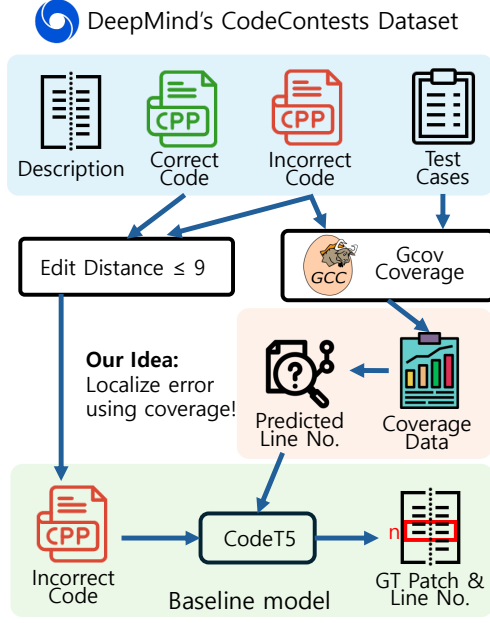 DeepMind's CodeContests Dataset
CPP
CPP
Description
Correct
Code
Incorrect
Code
Test
Cases
Edit Distance ≤ 9
GCC
Gcov
Coverage
Our Idea:
Localize error
using coverage!
?
Predicted
Line No.
Coverage
Data
CPP
Incorrect
Code
CodeT5
n
GT Patch &
Line No.
Baseline model